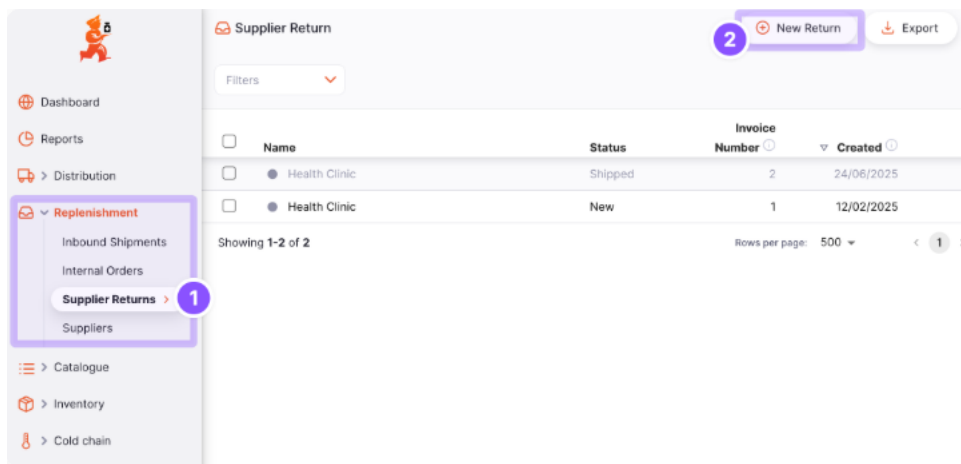 Supplier Return
2
New Return
Export
Filters
Dashboard
Reports
Distribution
Replenishment
Inbound Shipments
Internal Orders
Supplier Returns
1
Suppliers
Catalogue
Inventory
Cold chain
Name Status Invoice Number Created
Health Clinic Shipped 2 24/06/2025
Health Clinic New 1 12/02/2025
Showing 1-2 of 2 Rows per page: 500 1